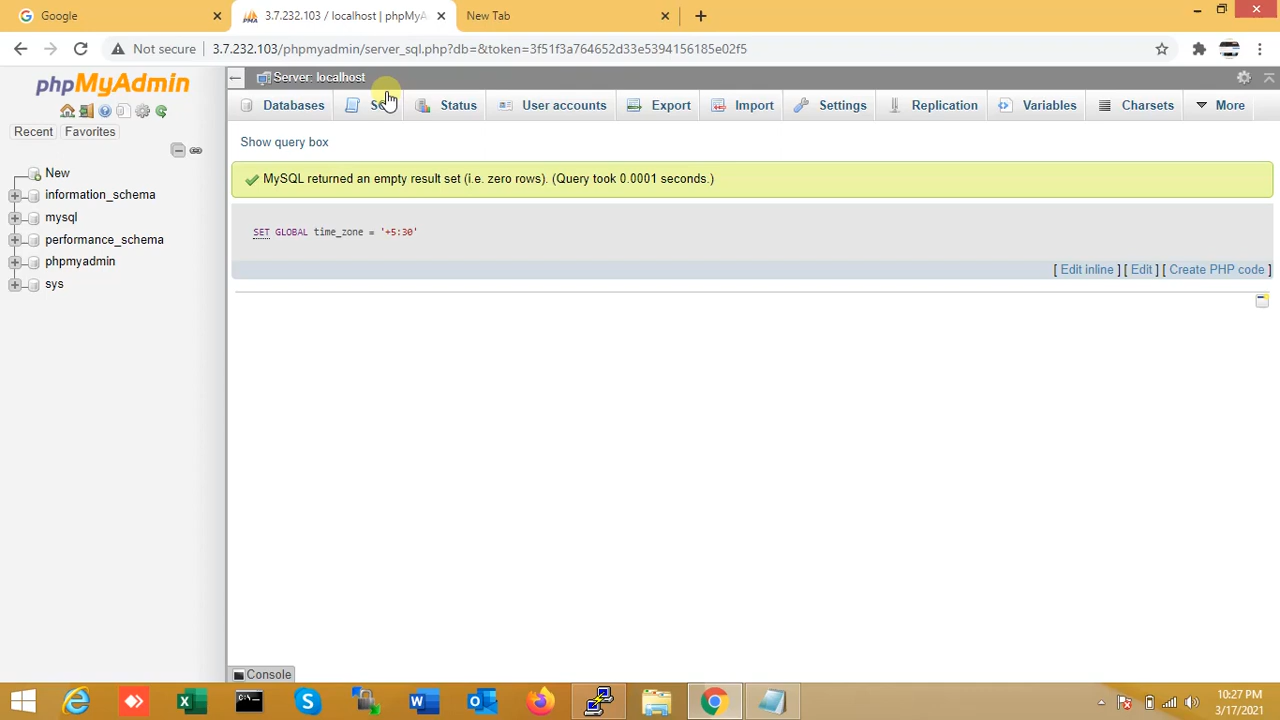 Google
3.7.232.103 / localhost | phpMyA
New Tab
Not secure
3.7.232.103/phpmyadmin/server_sql.php?db=&token=3f51f3a764652d33e5394156185e02f5
phpMyAdmin
Recent
Favorites
New
information_schema
mysql
performance_schema
phpmyadmin
sys
Server: localhost
Databases
Status
User accounts
Export
Import
Settings
Replication
Variables
Charsets
More
Show query box
MySQL returned an empty result set (i.e. zero rows). (Query took 0.0001 seconds.)
SET GLOBAL time_zone = '+5:30'
[ Edit inline ] [ Edit ] [ Create PHP code ]
Console
10:27 PM
3/17/2021